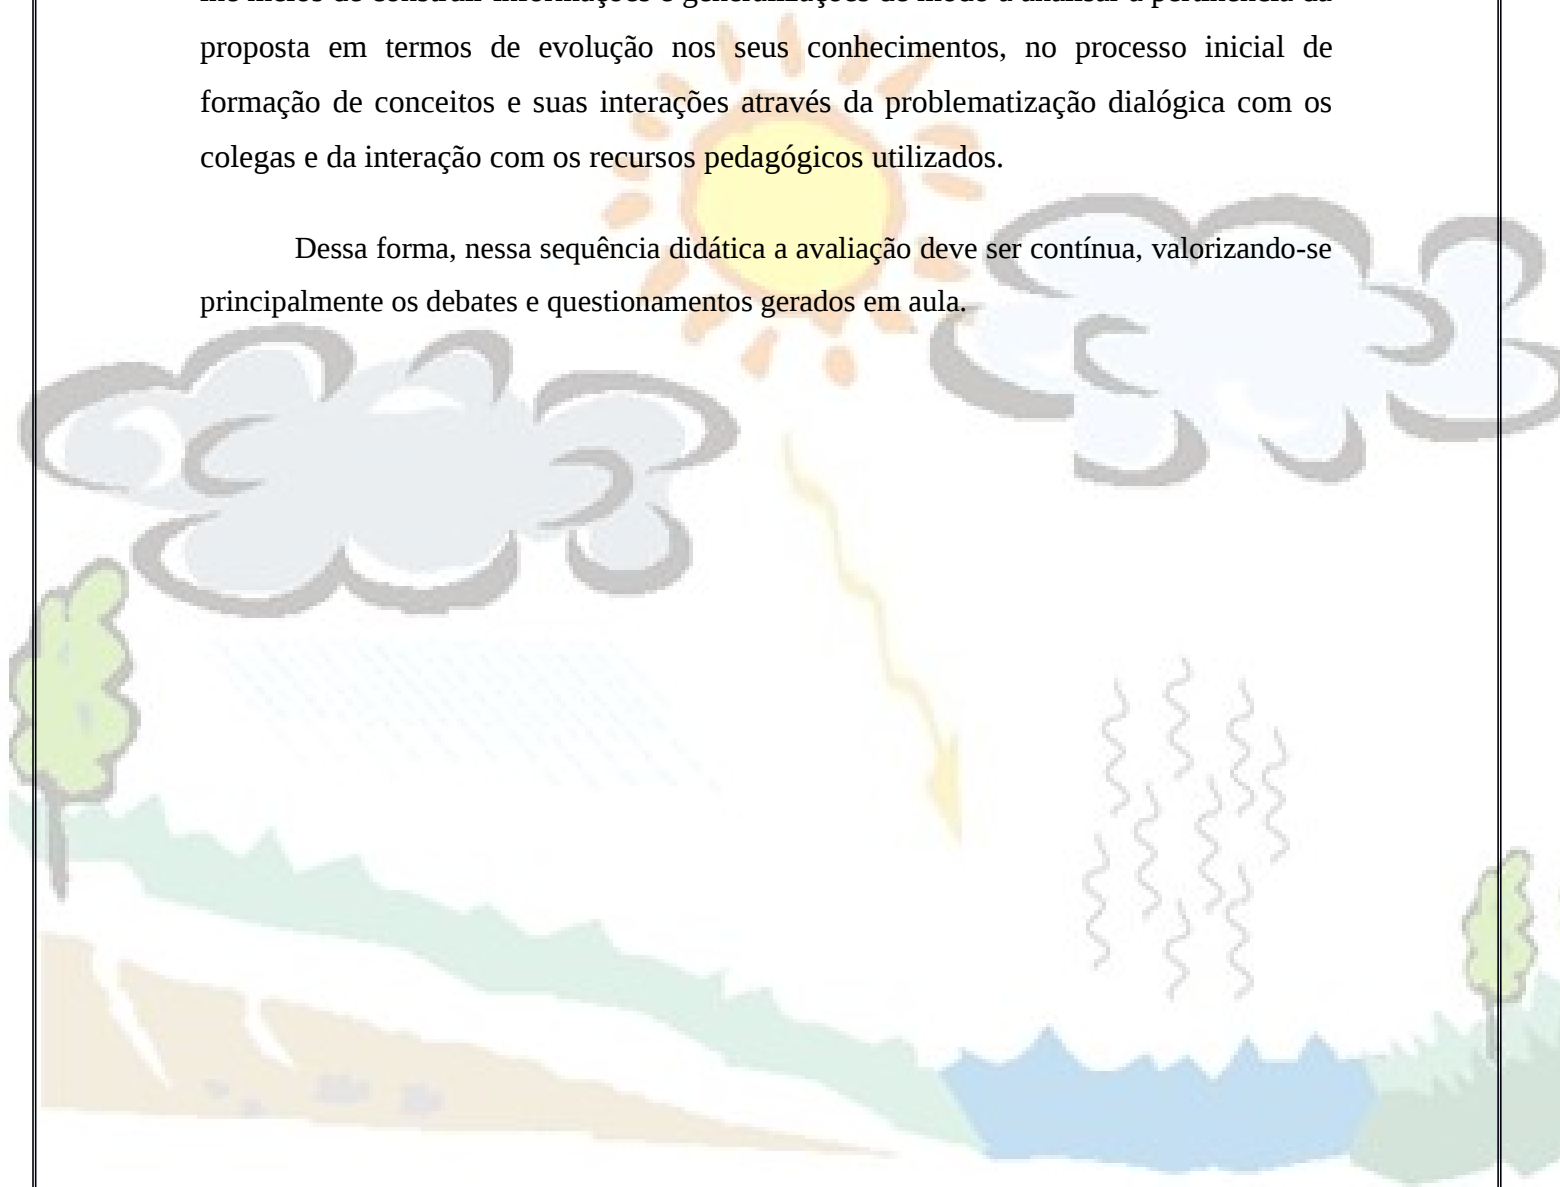 proposta em termos de evolução nos seus conhecimentos, no processo inicial de
formação de conceitos e suas interações através da problematização dialógica com os
colegas e da interação com os recursos pedagógicos utilizados.
Dessa forma, nessa sequência didática a avaliação deve ser contínua, valorizando-se
principalmente os debates e questionamentos gerados em aula.